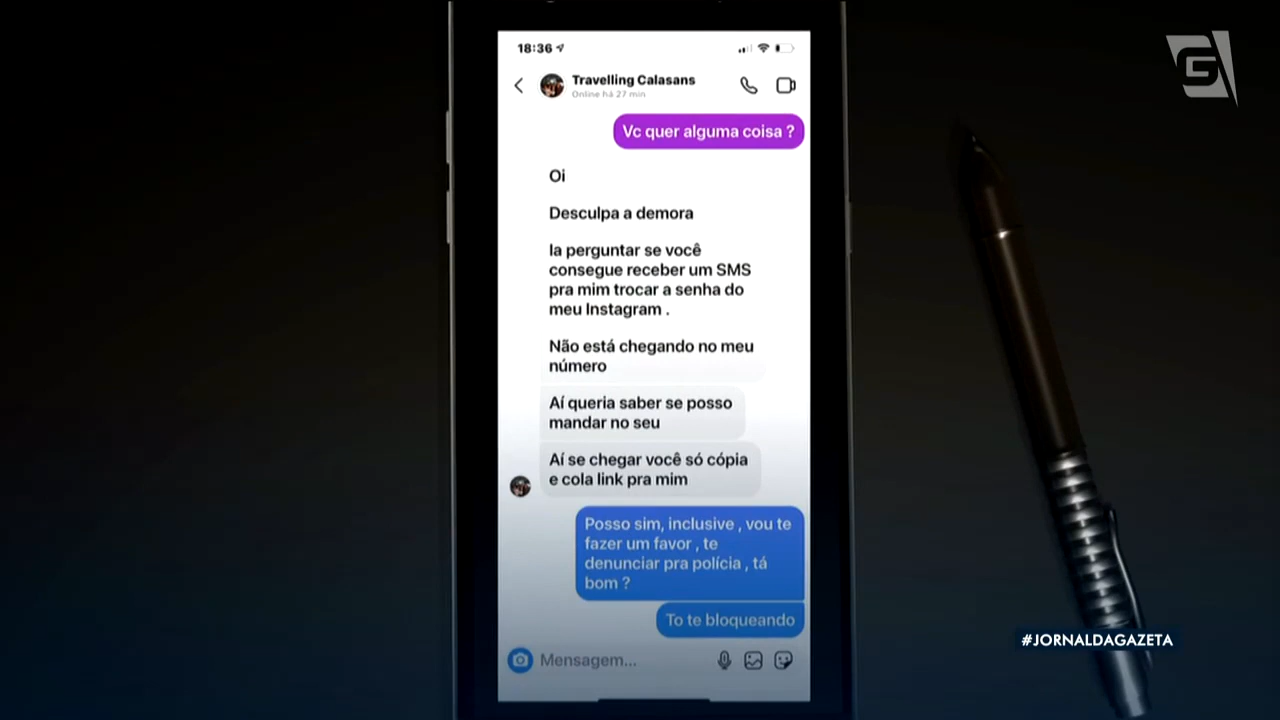 18:36
Travelling Calasans
Online há 27 min
Vc quer alguma coisa ?
Oi
Desculpa a demora
Ia perguntar se você
consegue receber um SMS
pra mim trocar a senha do
meu Instagram .
Não está chegando no meu
número
Aí queria saber se posso
mandar no seu
Aí se chegar você só cópia
e cola link pra mim
Posso sim, inclusive , vou te
fazer um favor , te
denunciar pra polícia , tá
bom ?
To te bloqueando
Mensagem...
#JORNALDAGAZETA